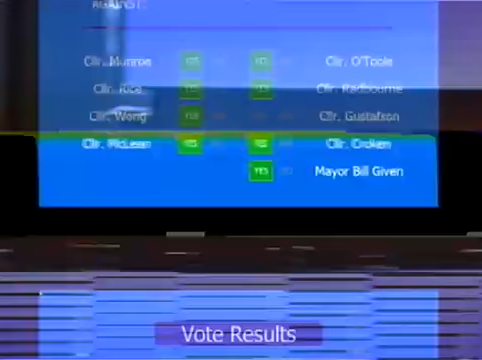 AGAINST:
Cllr. Munroe YES YES Cllr. O'Toole
Cllr. Rice YES YES Cllr. Radbourne
Cllr. Wong YES Cllr. Gustafson
Cllr. McLean YES YES Cllr. Croken
YES Mayor Bill Given
Vote Results